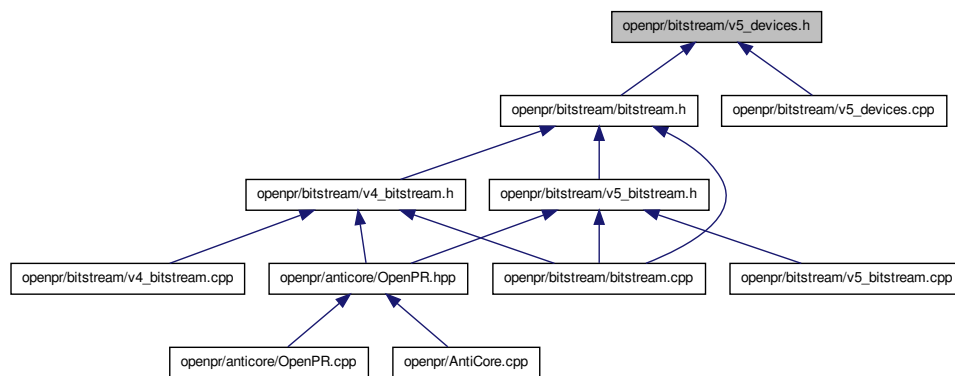 openpr/bitstream/v5_devices.h
openpr/bitstream/bitstream.h
openpr/bitstream/v5_devices.cpp
openpr/bitstream/v4_bitstream.h
openpr/bitstream/v5_bitstream.h
openpr/bitstream/v4_bitstream.cpp
openpr/anticore/OpenPR.hpp
openpr/bitstream/bitstream.cpp
openpr/bitstream/v5_bitstream.cpp
openpr/anticore/OpenPR.cpp
openpr/AntiCore.cpp